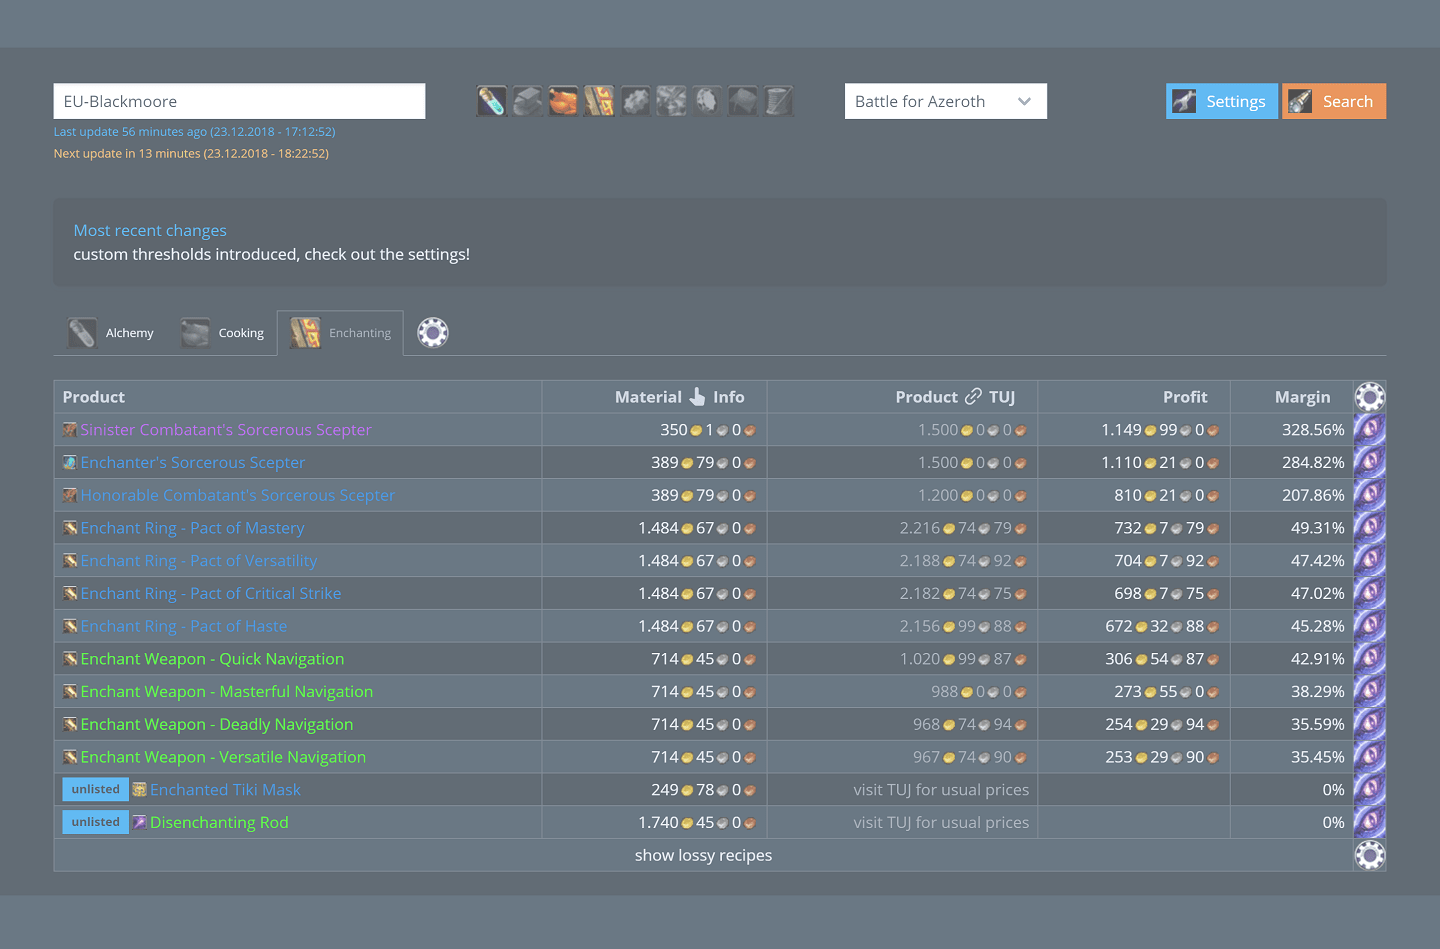 EU-Blackmoore
Battle for Azeroth
Settings
Search
Last update 56 minutes ago (23.12.2018 - 17:12:52)
Next update in 13 minutes (23.12.2018 - 18:22:52)
Most recent changes
custom thresholds introduced, check out the settings!
Alchemy Cooking Enchanting
Product Material Info Product TUJ Profit Margin
Sinister Combatant's Sorcerous Scepter 350 1 0 1.500 0 0 1.149 99 0 328.56%
Enchanter's Sorcerous Scepter 389 79 0 1.500 0 0 1.110 21 0 284.82%
Honorable Combatant's Sorcerous Scepter 389 79 0 1.200 0 0 810 21 0 207.86%
Enchant Ring - Pact of Mastery 1.484 67 0 2.216 74 79 732 7 79 49.31%
Enchant Ring - Pact of Versatility 1.484 67 0 2.188 74 92 704 7 92 47.42%
Enchant Ring - Pact of Critical Strike 1.484 67 0 2.182 74 75 698 7 75 47.02%
Enchant Ring - Pact of Haste 1.484 67 0 2.156 99 88 672 32 88 45.28%
Enchant Weapon - Quick Navigation 714 45 0 1.020 99 87 306 54 87 42.91%
Enchant Weapon - Masterful Navigation 714 45 0 988 0 0 273 55 0 38.29%
Enchant Weapon - Deadly Navigation 714 45 0 968 74 94 254 29 94 35.59%
Enchant Weapon - Versatile Navigation 714 45 0 967 74 90 253 29 90 35.45%
unlisted Enchanted Tiki Mask 249 78 0 visit TUJ for usual prices 0%
unlisted Disenchanting Rod 1.740 45 0 visit TUJ for usual prices 0%
show lossy recipes